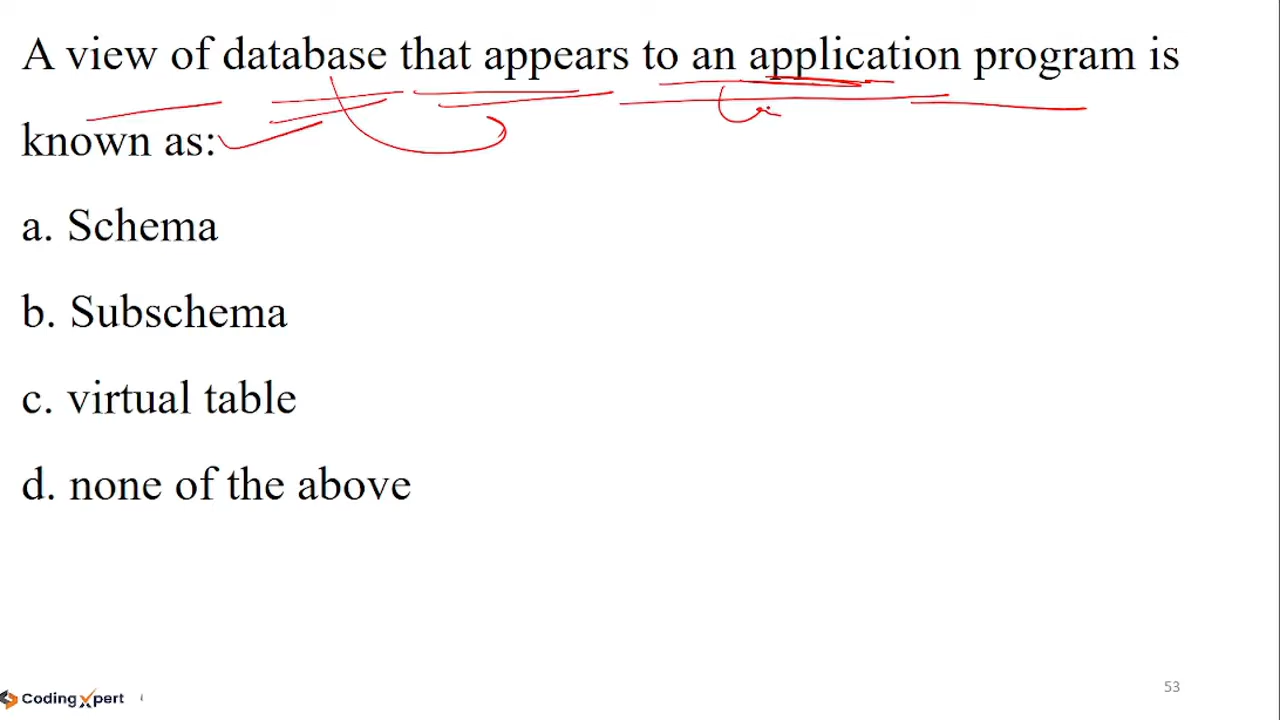 A view of database that appears to an application program is
known as:
a. Schema
b. Subschema
c. virtual table
d. none of the above
53
Coding Xpert